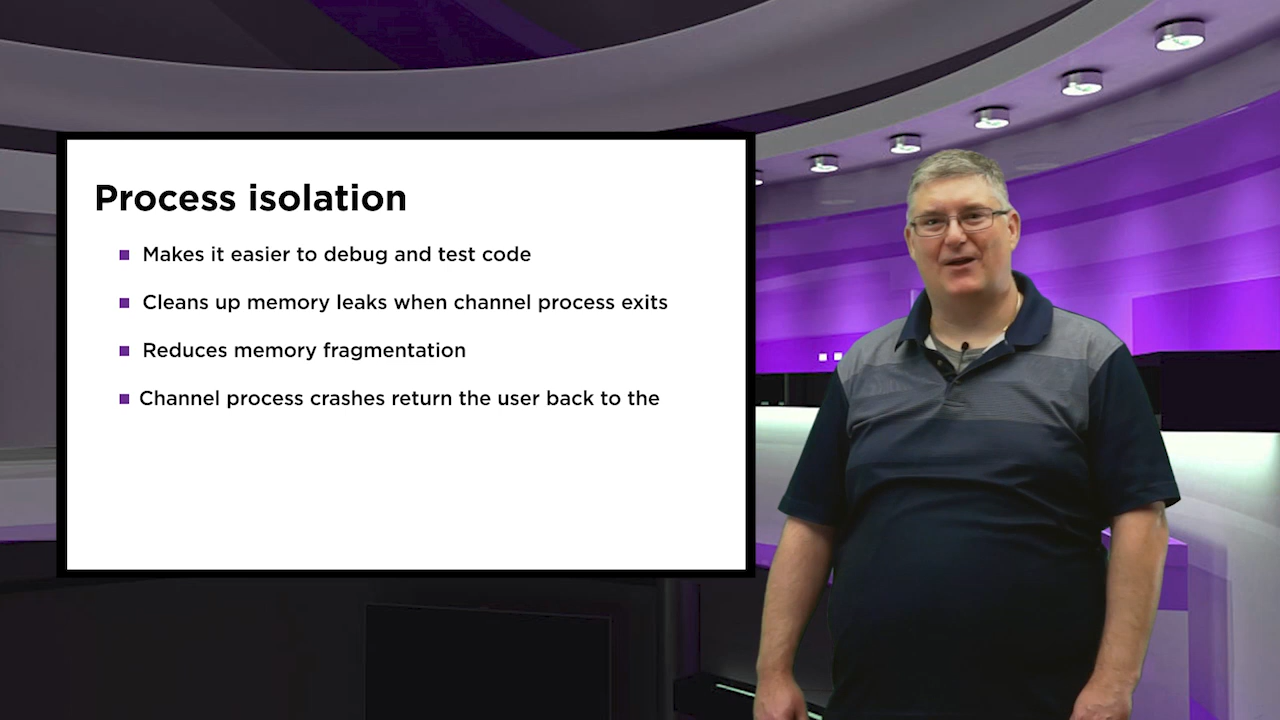 Process isolation
Makes it easier to debug and test code
Cleans up memory leaks when channel process exits
Reduces memory fragmentation
Channel process crashes return the user back to the